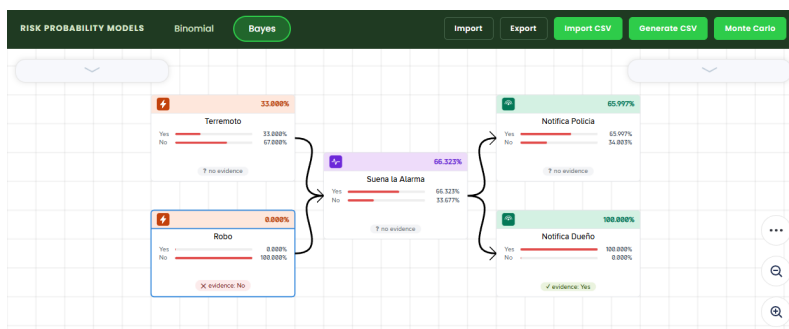 RISK PROBABILITY MODELS Binomial Bayes Import Export Import CSV Generate CSV Monte Carlo
33.000%
Terremoto
Yes 33.000%
No 67.000%
? no evidence
0.000%
Robo
Yes 0.000%
No 100.000%
✕ evidence: No
66.323%
Suena la Alarma
Yes 66.323%
No 33.677%
? no evidence
65.997%
Notifica Policia
Yes 65.997%
No 34.003%
? no evidence
100.000%
Notifica Dueño
Yes 100.000%
No 0.000%
✓ evidence: Yes